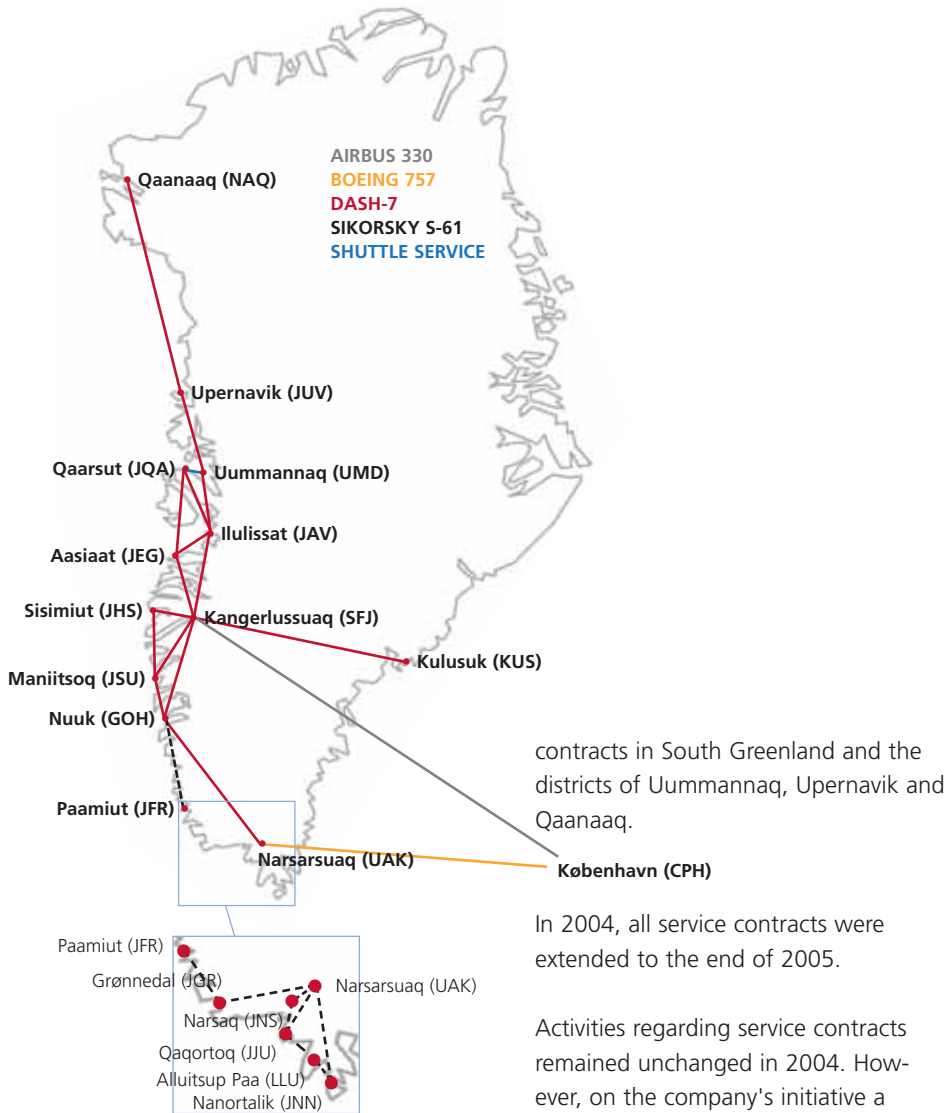 AIRBUS 330
BOEING 757
DASH-7
SIKORSKY S-61
SHUTTLE SERVICE
Qaanaaq (NAQ)
Upernavik (JUV)
Qaarsut (JQA)
Uummannaq (UMD)
Ilulissat (JAV)
Aasiaat (JEG)
Sisimiut (JHS)
Kangerlussuaq (SFJ)
Kulusuk (KUS)
Maniitsoq (JSU)
Nuuk (GOH)
Paamiut (JFR)
Narsarsuaq (UAK)
København (CPH)
Paamiut (JFR)
Grønnedal (JGR)
Narsarsuaq (UAK)
Narsaq (JNS)
Qaqortoq (JJU)
Alluitsup Paa (LLU)
Nanortalik (JNN)
contracts in South Greenland and the
districts of Uummannaq, Upernavik and
Qaanaaq.
In 2004, all service contracts were
extended to the end of 2005.
Activities regarding service contracts
remained unchanged in 2004. How-
ever, on the company's initiative a